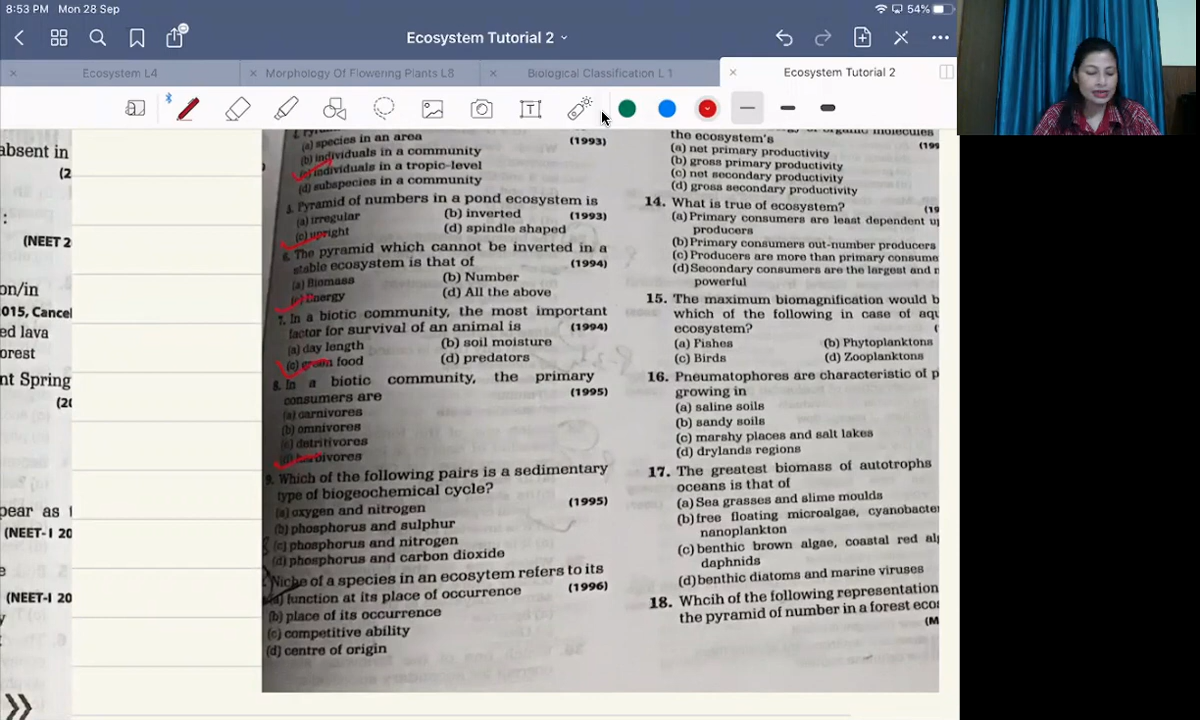 8:53 PM Mon 28 Sep
54%
Ecosystem Tutorial 2
Ecosystem L4
Morphology Of Flowering Plants L8
Biological Classification L 1
Ecosystem Tutorial 2
absent in
(2
:
(NEET 2
on/in
2015, Cancel
ed lava
orest
nt Spring
(20
pear as t
(NEET-I 20
e
(NEET-I 20
(a) species in an area
(1993)
(b) individuals in a community
(c) individuals in a tropic-level
(d) subspecies in a community
5. Pyramid of numbers in a pond ecosystem is
(a) irregular (b) inverted (1993)
(c) upright (d) spindle shaped
6. The pyramid which cannot be inverted in a
stable ecosystem is that of (1994)
(a) Biomass (b) Number
(c) Energy (d) All the above
7. In a biotic community, the most important
factor for survival of an animal is (1994)
(a) day length (b) soil moisture
(c) green food (d) predators
8. In a biotic community, the primary
consumers are (1995)
(a) carnivores
(b) omnivores
(c) detritivores
(d) herbivores
9. Which of the following pairs is a sedimentary
type of biogeochemical cycle? (1995)
(a) oxygen and nitrogen
(b) phosphorus and sulphur
(c) phosphorus and nitrogen
(d) phosphorus and carbon dioxide
Niche of a species in an ecosytem refers to its
(a) function at its place of occurrence (1996)
(b) place of its occurrence
(c) competitive ability
(d) centre of origin
of organic molecules
the ecosystem's (199
(a) net primary productivity
(b) gross primary productivity
(c) net secondary productivity
(d) gross secondary productivity
14. What is true of ecosystem? (19
(a) Primary consumers are least dependent u
producers
(b) Primary consumers out-number producers
(c) Producers are more than primary consume
(d) Secondary consumers are the largest and
powerful
15. The maximum biomagnification would b
which of the following in case of aqu
ecosystem? (
(a) Fishes (b) Phytoplanktons
(c) Birds (d) Zooplanktons
16. Pneumatophores are characteristic of p
growing in
(a) saline soils
(b) sandy soils
(c) marshy places and salt lakes
(d) drylands regions
17. The greatest biomass of autotrophs
oceans is that of
(a) Sea grasses and slime moulds
(b) free floating microalgae, cyanobacter
nanoplankton
(c) benthic brown algae, coastal red al
daphnids
(d) benthic diatoms and marine viruses
18. Whcih of the following representation
the pyramid of number in a forest eco
(M